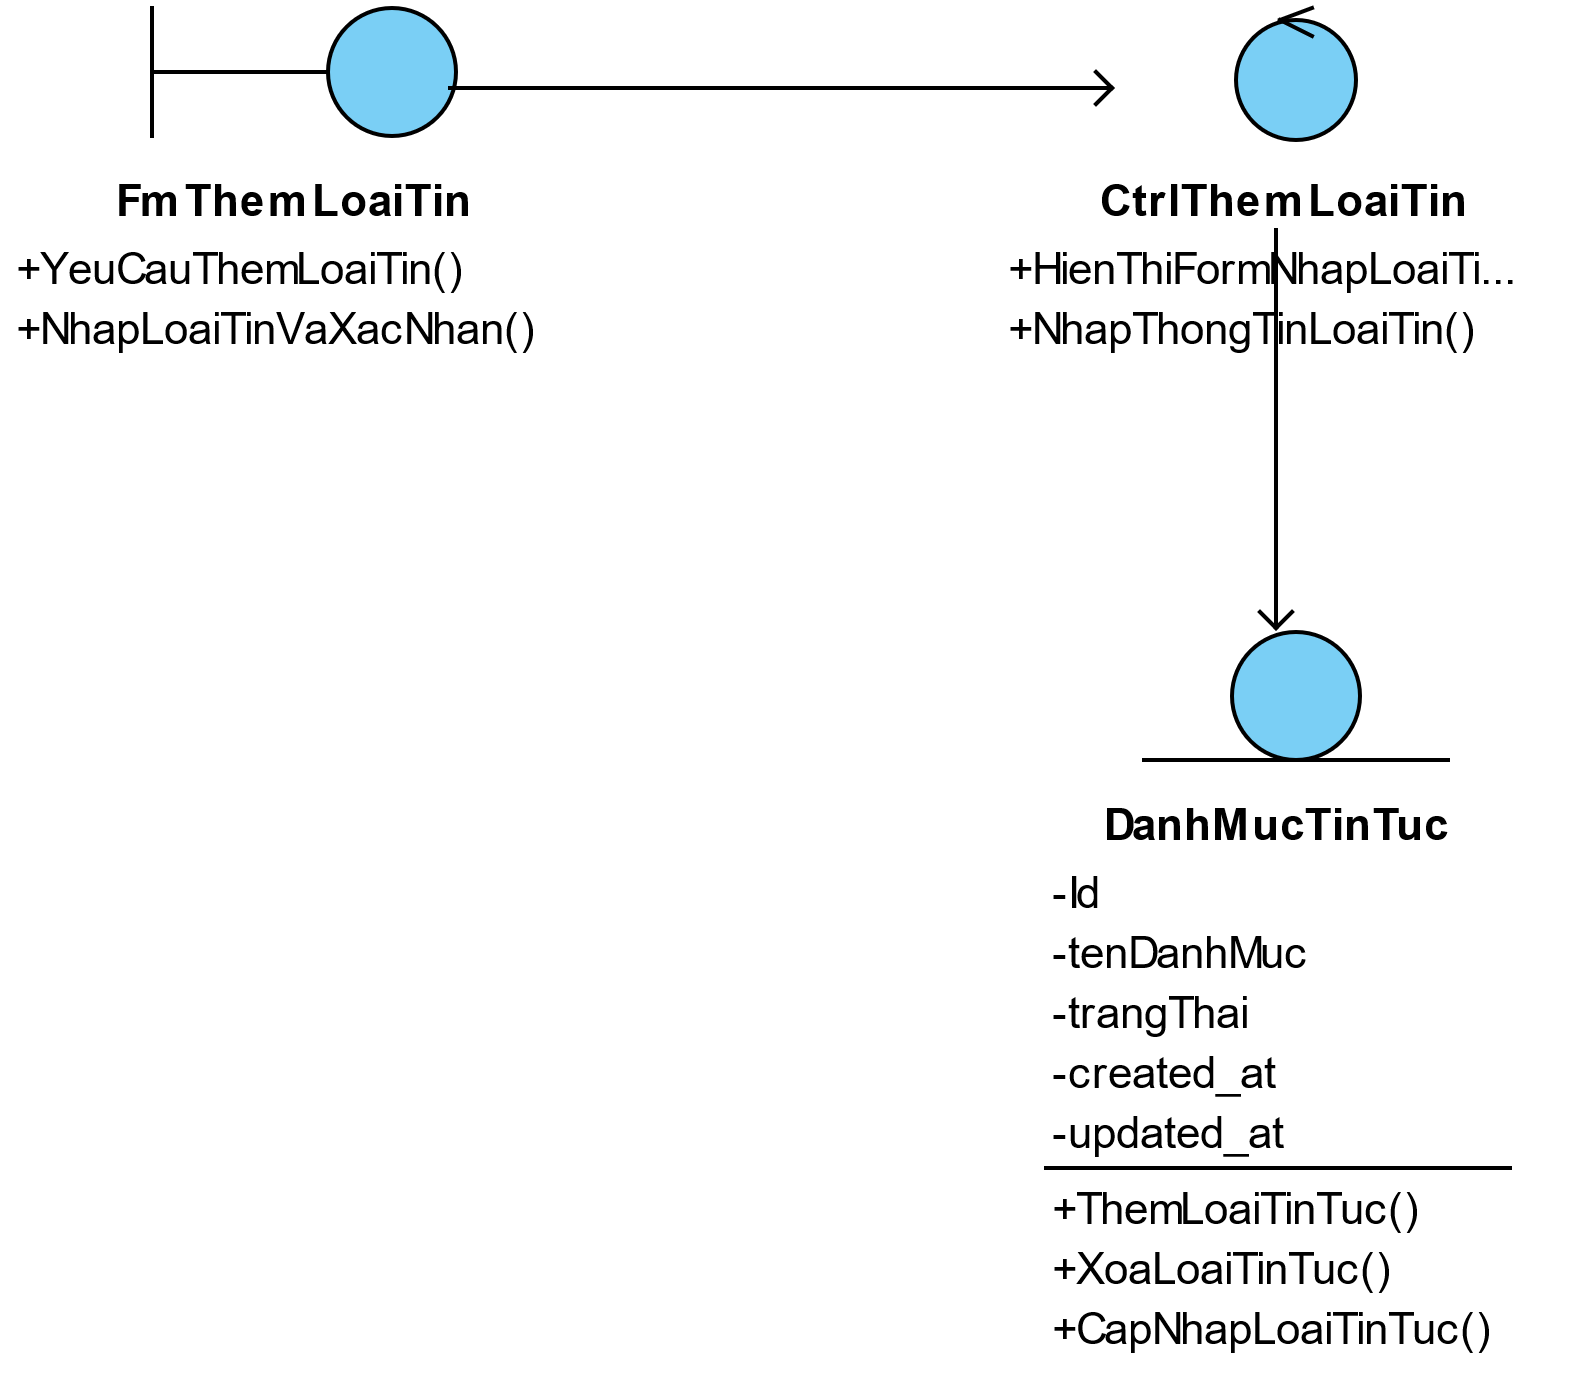 FmThemLoaiTin
+YeuCauThemLoaiTin()
+NhapLoaiTinVaXacNhan()
CtrlThemLoaiTin
+HienThiFormNhapLoaiTi...
+NhapThongTinLoaiTin()
DanhMucTinTuc
-Id
-tenDanhMuc
-trangThai
-created_at
-updated_at
+ThemLoaiTinTuc()
+XoaLoaiTinTuc()
+CapNhapLoaiTinTuc()